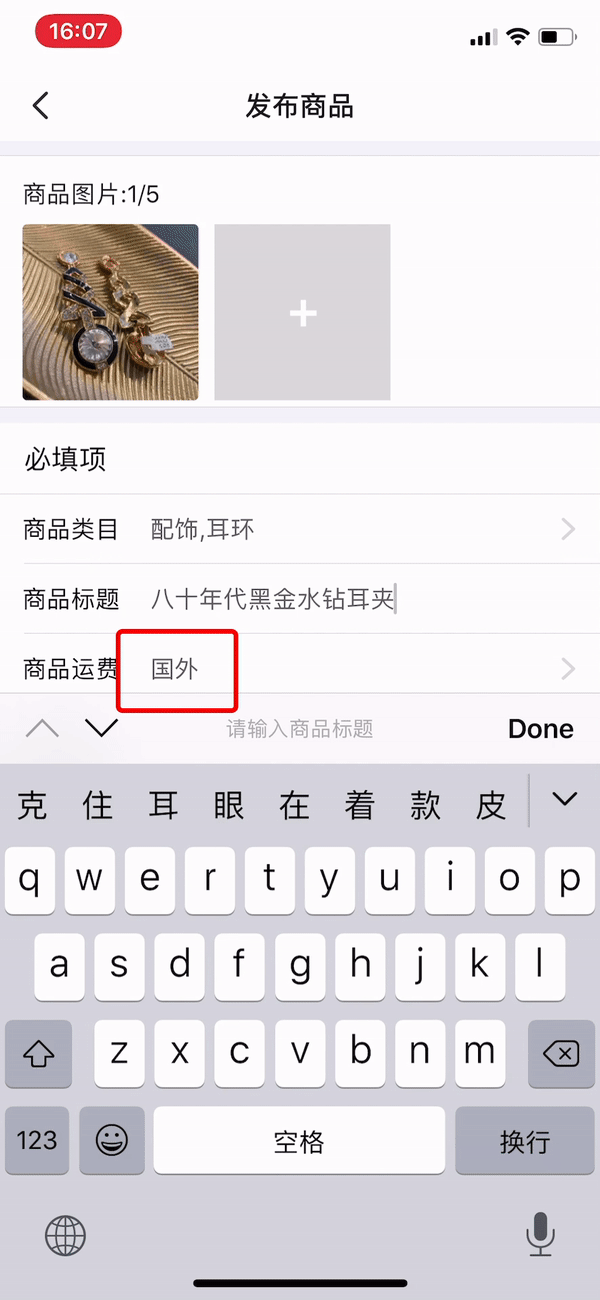 16:07
发布商品
商品图片:1/5
必填项
商品类目 配饰,耳环
商品标题 八十年代黑金水钻耳夹
商品运费 国外
请输入商品标题 Done
克 住 耳 眼 在 着 款 皮
q w e r t y u i o p
a s d f g h j k l
z x c v b n m
123 空格 换行